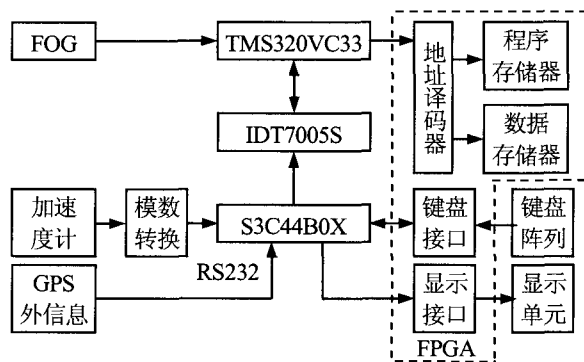 FOG
TMS320VC33
地址译码器
程序
存储器
IDT7005S
数据
存储器
加速
度计
模数
转换
S3C44B0X
键盘
接口
键盘
阵列
RS232
GPS
外信息
显示
接口
显示
单元
FPGA